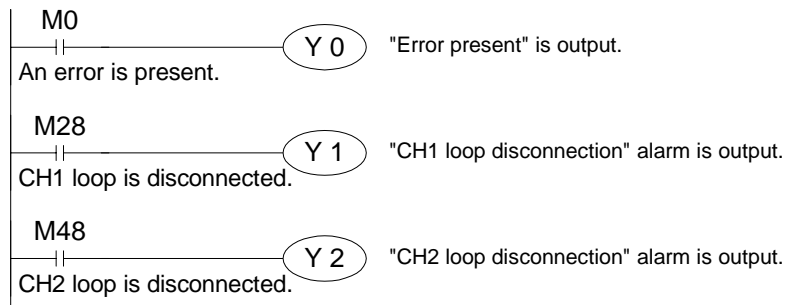 M0
Y 0 "Error present" is output.
An error is present.
M28
Y 1 "CH1 loop disconnection" alarm is output.
CH1 loop is disconnected.
M48
Y 2 "CH2 loop disconnection" alarm is output.
CH2 loop is disconnected.